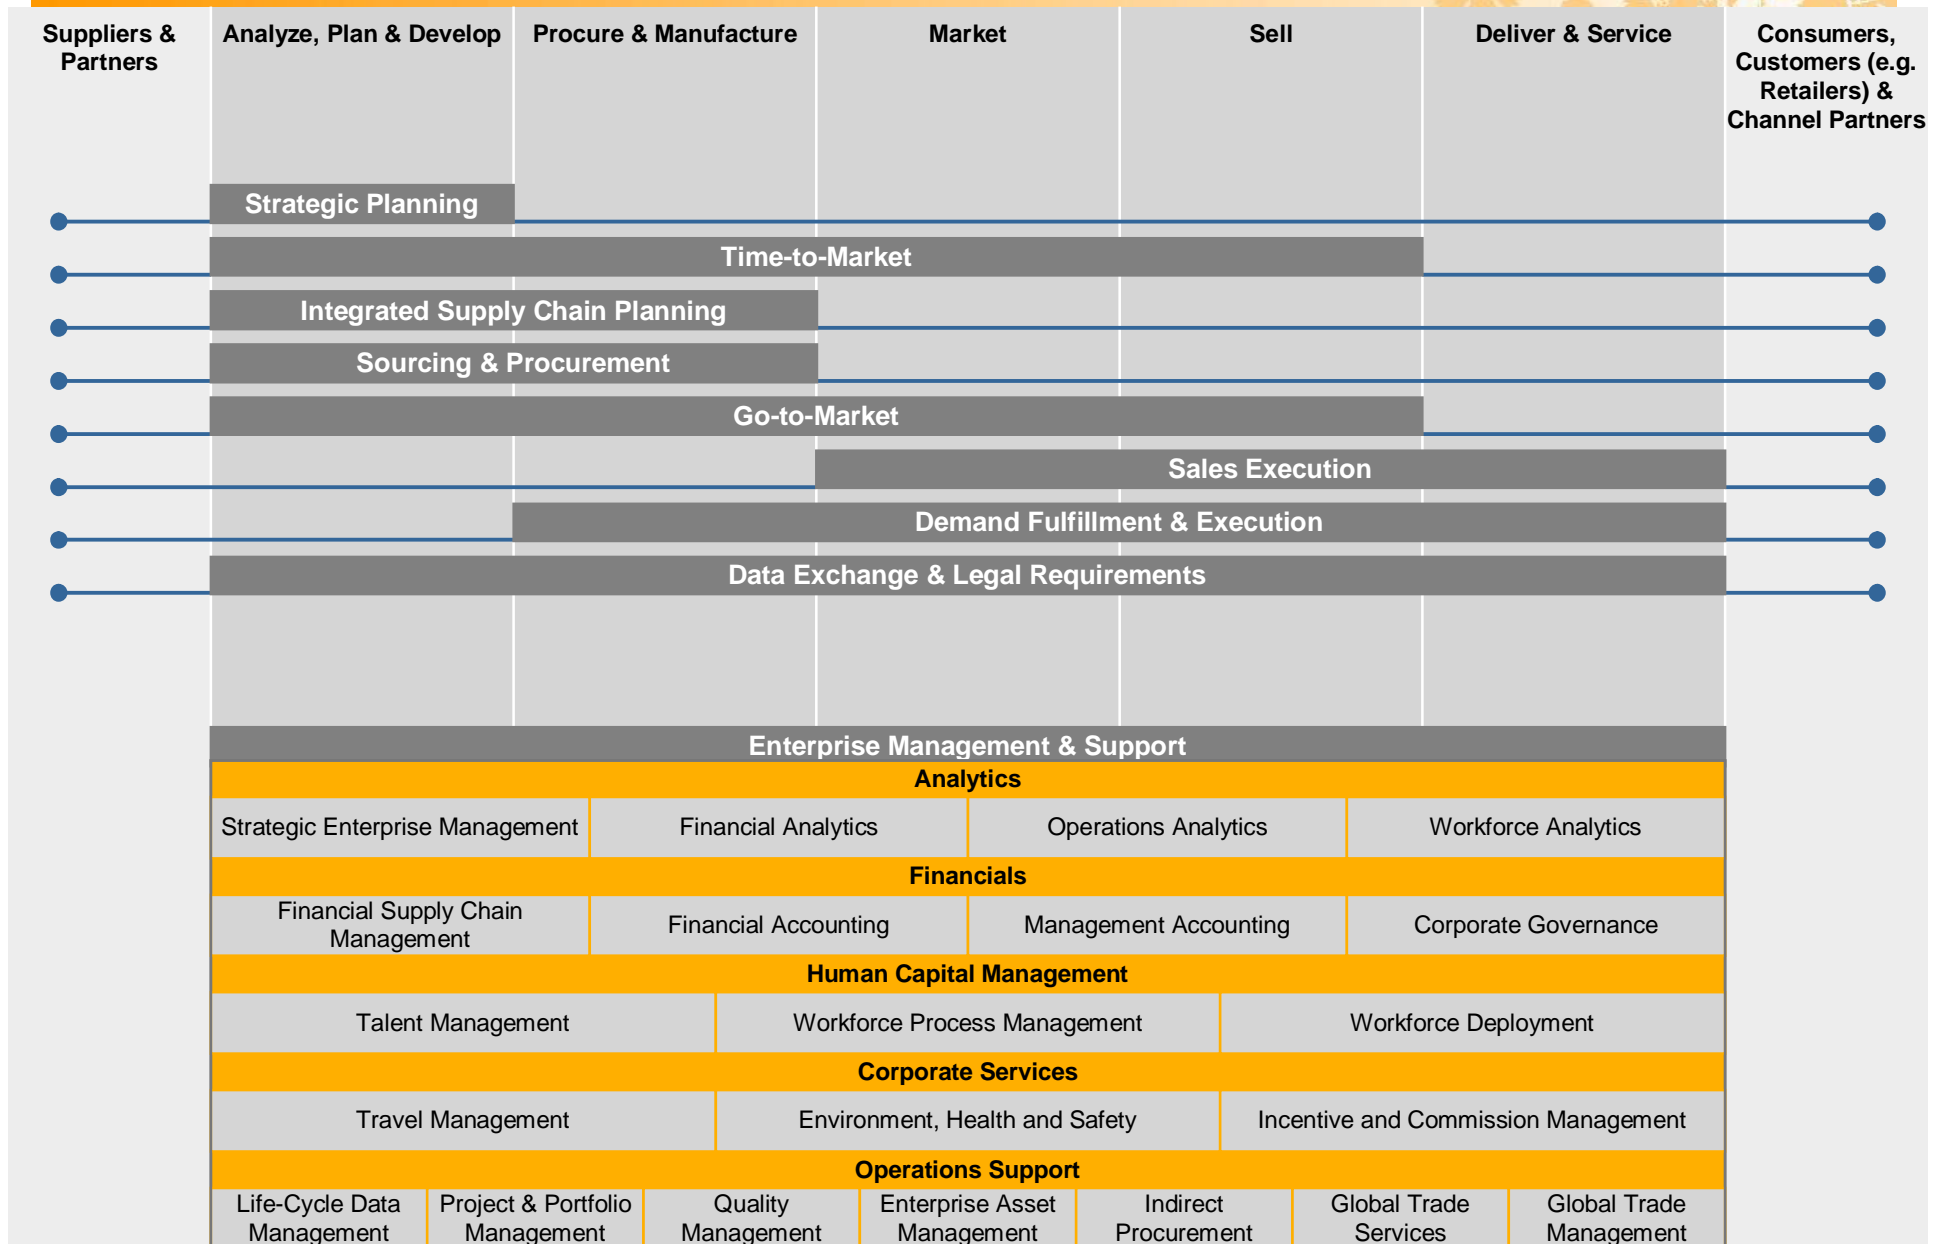 Suppliers &
Partners
Analyze, Plan & Develop
Procure & Manufacture
Market
Sell
Deliver & Service
Consumers,
Customers (e.g.
Retailers) &
Channel Partners
Strategic Planning
Time-to-Market
Integrated Supply Chain Planning
Sourcing & Procurement
Go-to-Market
Sales Execution
Demand Fulfillment & Execution
Data Exchange & Legal Requirements
Enterprise Management & Support
Analytics
Strategic Enterprise Management
Financial Analytics
Operations Analytics
Workforce Analytics
Financials
Financial Supply Chain
Management
Financial Accounting
Management Accounting
Corporate Governance
Human Capital Management
Talent Management
Workforce Process Management
Workforce Deployment
Corporate Services
Travel Management
Environment, Health and Safety
Incentive and Commission Management
Operations Support
Life-Cycle Data
Management
Project & Portfolio
Management
Quality
Management
Enterprise Asset
Management
Indirect
Procurement
Global Trade
Services
Global Trade
Management